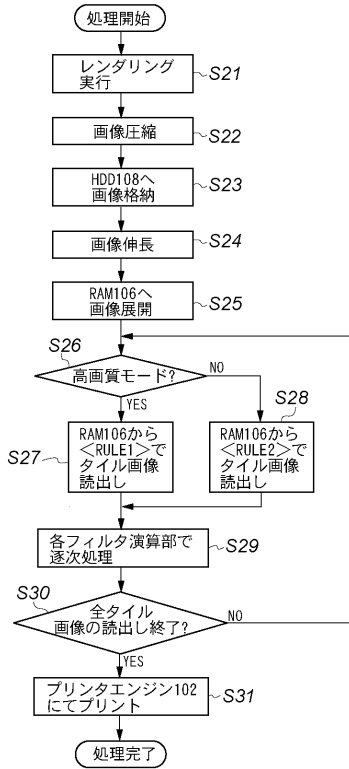 処理開始
レンダリング
実行
S21
画像圧縮
S22
HDD108へ
画像格納
S23
画像伸長
S24
RAM106へ
画像展開
S25
S26
高画質モード?
NO
YES
S28
S27
RAM106から
<RULE1>で
タイル画像
読出し
RAM106から
<RULE2>で
タイル画像
読出し
各フィルタ演算部で
逐次処理
S29
S30
全タイル
画像の読出し終了?
NO
YES
プリンタエンジン102
にてプリント
S31
処理完了